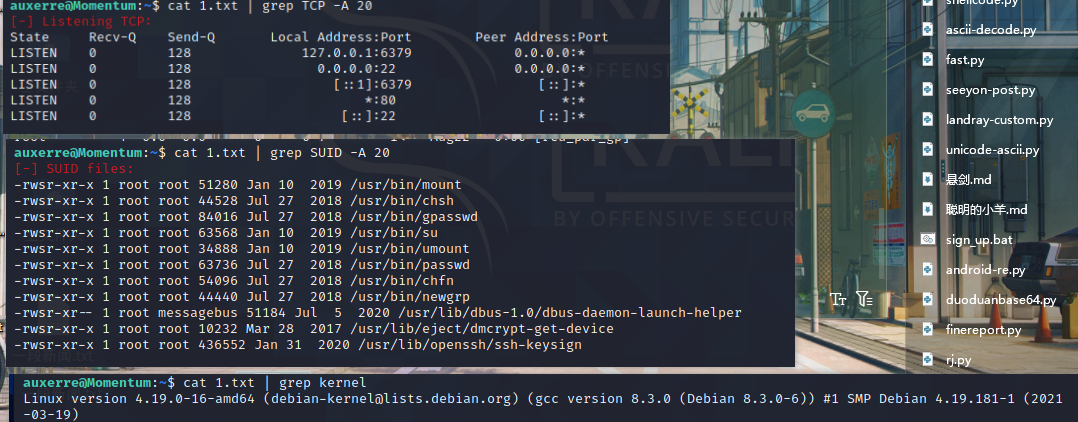 auxerre@Momentum:~$ cat 1.txt | grep TCP -A 20
[-] Listening TCP:
State Recv-Q Send-Q Local Address:Port Peer Address:Port
LISTEN 0 128 127.0.0.1:6379 0.0.0.0:*
LISTEN 0 128 0.0.0.0:22 0.0.0.0:*
LISTEN 0 128 [::1]:6379 [::]:*
LISTEN 0 128 *:80 *:*
LISTEN 0 128 [::]:22 [::]:*
auxerre@Momentum:~$ cat 1.txt | grep SUID -A 20
[-] SUID files:
-rwsr-xr-x 1 root root 51280 Jan 10 2019 /usr/bin/mount
-rwsr-xr-x 1 root root 44528 Jul 27 2018 /usr/bin/chsh
-rwsr-xr-x 1 root root 84016 Jul 27 2018 /usr/bin/gpasswd
-rwsr-xr-x 1 root root 63568 Jan 10 2019 /usr/bin/su
-rwsr-xr-x 1 root root 34888 Jan 10 2019 /usr/bin/umount
-rwsr-xr-x 1 root root 63736 Jul 27 2018 /usr/bin/passwd
-rwsr-xr-x 1 root root 54096 Jul 27 2018 /usr/bin/chfn
-rwsr-xr-x 1 root root 44440 Jul 27 2018 /usr/bin/newgrp
-rwsr-xr-- 1 root messagebus 51184 Jul 5 2020 /usr/lib/dbus-1.0/dbus-daemon-launch-helper
-rwsr-xr-x 1 root root 10232 Mar 28 2017 /usr/lib/eject/dmcrypt-get-device
-rwsr-xr-x 1 root root 436552 Jan 31 2020 /usr/lib/openssh/ssh-keysign
auxerre@Momentum:~$ cat 1.txt | grep kernel
Linux version 4.19.0-16-amd64 (debian-kernel@lists.debian.org) (gcc version 8.3.0 (Debian 8.3.0-6)) #1 SMP Debian 4.19.181-1 (2021
-03-19)
BY OFFENSIVE SECUR
shellcode.py
ascii-decode.py
fast.py
seeyon-post.py
landray-custom.py
unicode-ascii.py
悬剑.md
聪明的小羊.md
sign_up.bat
android-re.py
duoduanbase64.py
finereport.py
rj.py